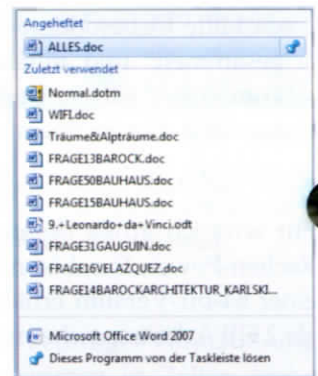 Angeheftet
ALLES.doc
Zuletzt verwendet
Normal.dotm
WIFI.doc
Träume&Alpträume.doc
FRAGE13BAROCK.doc
FRAGE50BAUHAUS.doc
FRAGE15BAUHAUS.doc
9.+Leonardo+da+Vinci.odt
FRAGE31GAUGUIN.doc
FRAGE16VELAZQUEZ.doc
FRAGE14BAROCKARCHITEKTUR_KARLSKI...
Microsoft Office Word 2007
Dieses Programm von der Taskleiste lösen